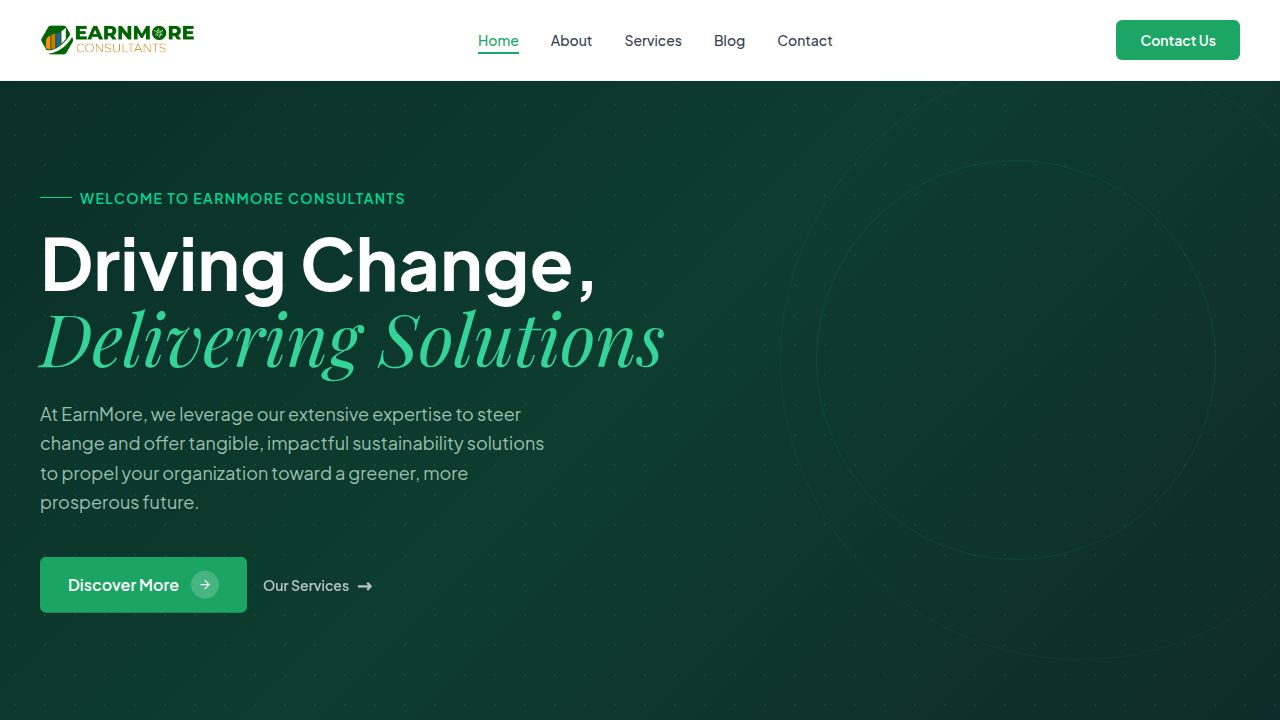 EARNMORE
CONSULTANTS
Home
About
Services
Blog
Contact
Contact Us
WELCOME TO EARNMORE CONSULTANTS
Driving Change,
Delivering Solutions
At EarnMore, we leverage our extensive expertise to steer
change and offer tangible, impactful sustainability solutions
to propel your organization toward a greener, more
prosperous future.
Discover More
Our Services